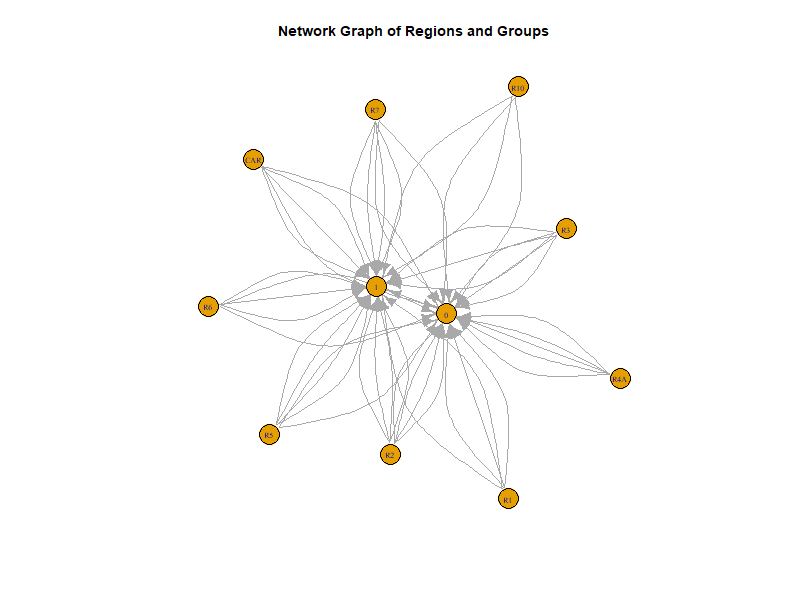 Network Graph of Regions and Groups
R10
R7
CAR
R3
1
R6
0
R4A
R5
R2
R1